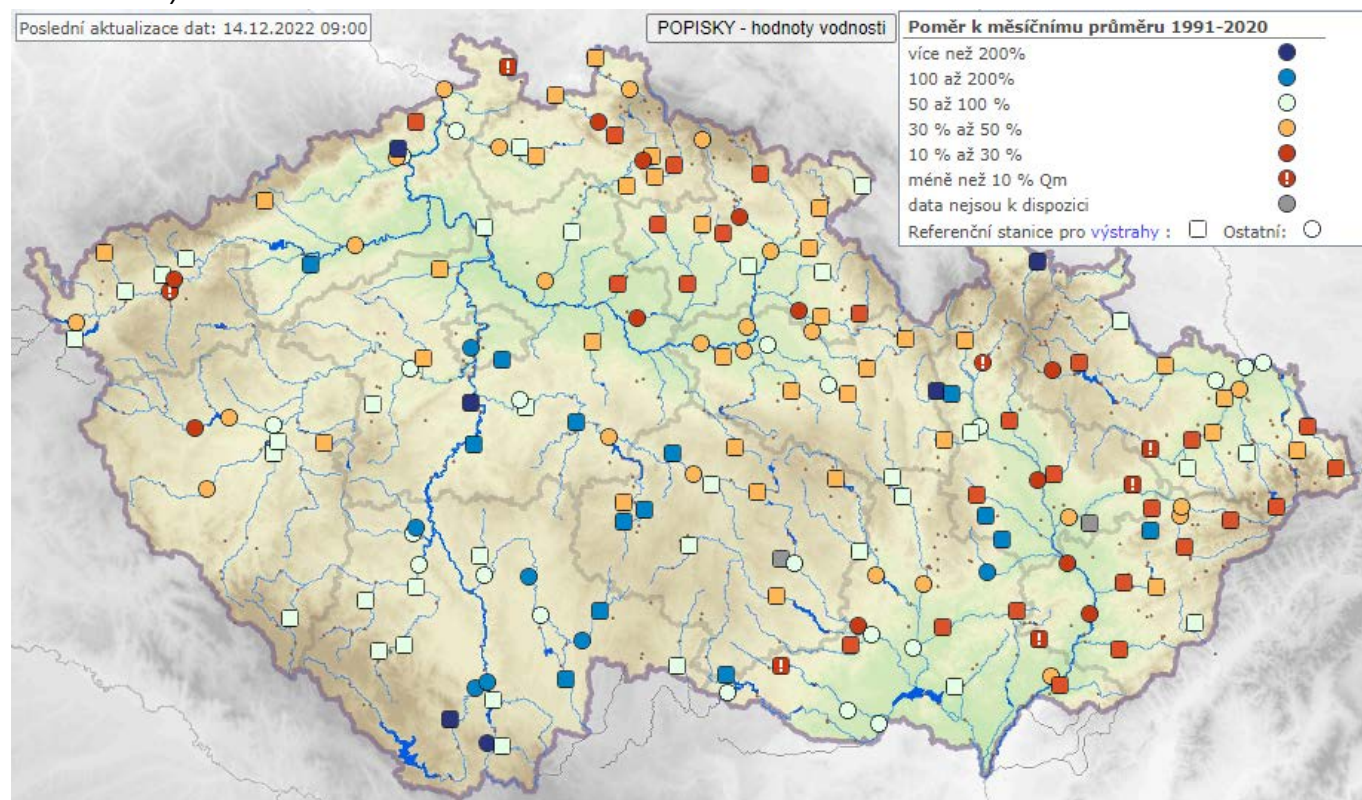 Poslední aktualizace dat: 14.12.2022 09:00
POPISKY - hodnoty vodnosti
Poměr k měsíčnímu průměru 1991-2020
více než 200%
100 až 200%
50 až 100 %
30 % až 50 %
10 % až 30 %
méně než 10 % Qm
data nejsou k dispozici
Referenční stanice pro výstrahy : Ostatní: